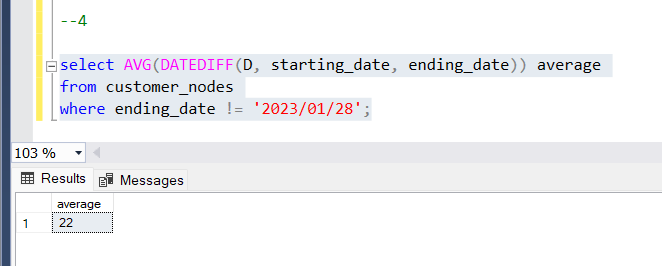 --4
select AVG(DATEDIFF(D, starting_date, ending_date)) average
from customer_nodes
where ending_date != '2023/01/28';
103 %
Results Messages
average
1 22